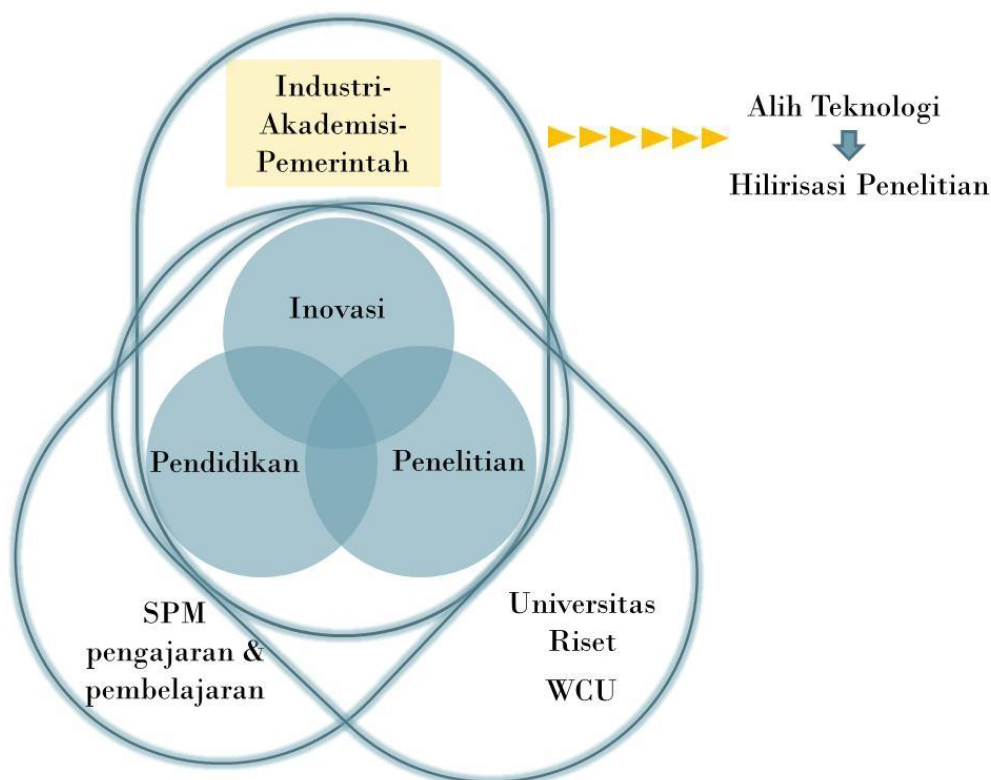 Industri-
Akademisi-
Pemerintah
Alih Teknologi
Hilirisasi Penelitian
Inovasi
Pendidikan
Penelitian
SPM
pengajaran &
pembelajaran
Universitas
Riset
WCU